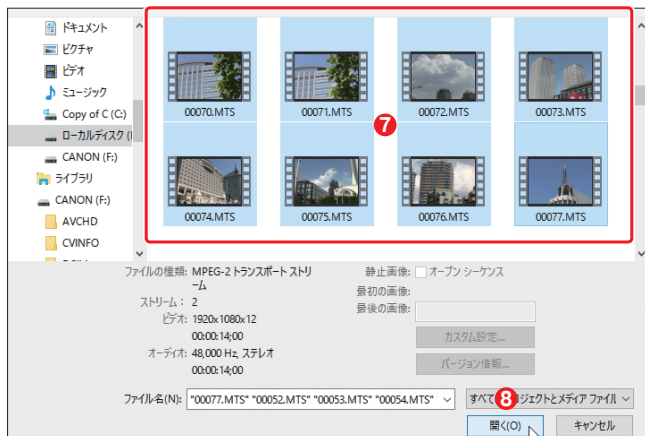 ドキュメント
ピクチャ
ビデオ
ミュージック
Copy of C (C:)
ローカルディスク (
CANON (F:)
ライブラリ
CANON (F:)
AVCHD
CVINFO
00070.MTS
00071.MTS
00072.MTS
00073.MTS
7
00074.MTS
00075.MTS
00076.MTS
00077.MTS
ファイルの種類: MPEG-2 トランスポート ストリ
ーム
ストリーム： 2
ビデオ: 1920x1080x12
00:00:14;00
オーディオ: 48,000 Hz, ステレオ
00:00:14;00
静止画像: オープン シーケンス
最初の画像:
最後の画像:
カスタム設定...
バージョン情報...
ファイル名(N): "00077.MTS" "00052.MTS" "00053.MTS" "00054.MTS"
すべて ロジェクトとメディア ファイル
8
開く(O)
キャンセル